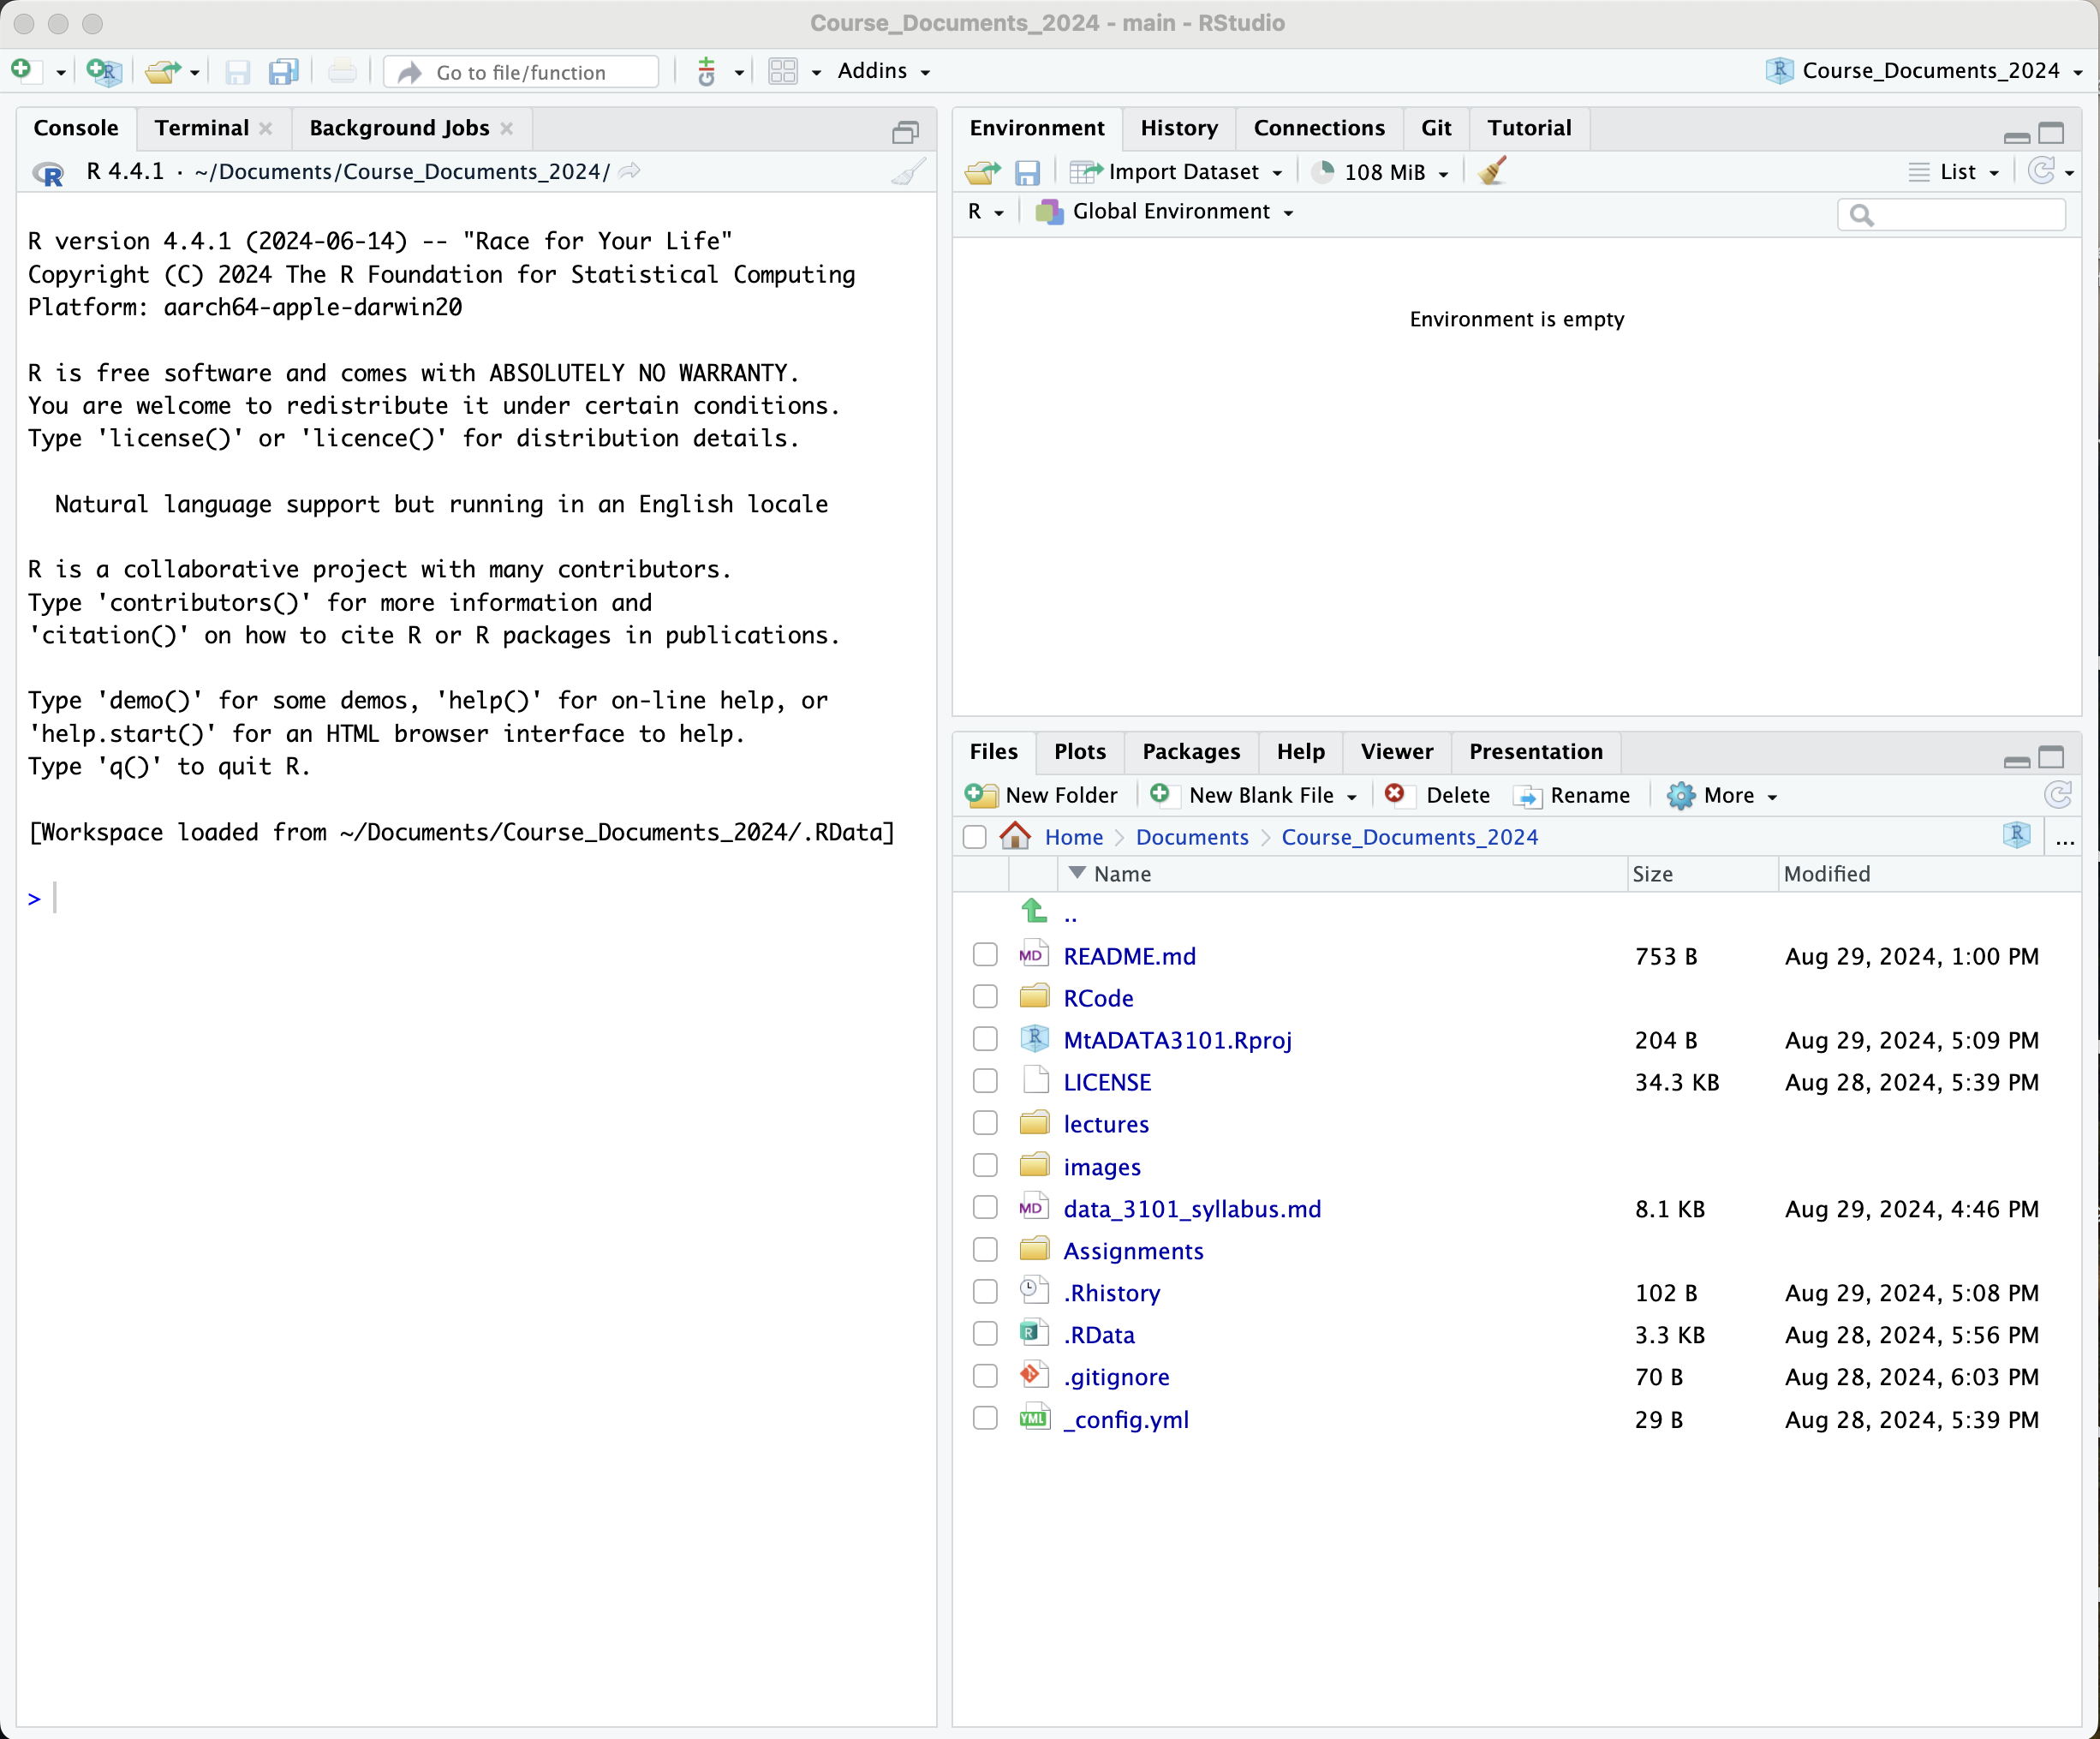 Course_Documents_2024 - main - RStudio
Go to file/function
Addins
Course_Documents_2024
Console Terminal Background Jobs
R 4.4.1 · ~/Documents/Course_Documents_2024/
R version 4.4.1 (2024-06-14) -- "Race for Your Life"
Copyright (C) 2024 The R Foundation for Statistical Computing
Platform: aarch64-apple-darwin20
R is free software and comes with ABSOLUTELY NO WARRANTY.
You are welcome to redistribute it under certain conditions.
Type 'license()' or 'licence()' for distribution details.
Natural language support but running in an English locale
R is a collaborative project with many contributors.
Type 'contributors()' for more information and
'citation()' on how to cite R or R packages in publications.
Type 'demo()' for some demos, 'help()' for on-line help, or
'help.start()' for an HTML browser interface to help.
Type 'q()' to quit R.
[Workspace loaded from ~/Documents/Course_Documents_2024/.RData]
>
Environment History Connections Git Tutorial
Import Dataset 108 MiB List
R Global Environment
Environment is empty
Files Plots Packages Help Viewer Presentation
New Folder New Blank File Delete Rename More
Home Documents Course_Documents_2024 ...
Name Size Modified
..
README.md 753 B Aug 29, 2024, 1:00 PM
RCode
MtADATA3101.Rproj 204 B Aug 29, 2024, 5:09 PM
LICENSE 34.3 KB Aug 28, 2024, 5:39 PM
lectures
images
data_3101_syllabus.md 8.1 KB Aug 29, 2024, 4:46 PM
Assignments
.Rhistory 102 B Aug 29, 2024, 5:08 PM
.RData 3.3 KB Aug 28, 2024, 5:56 PM
.gitignore 70 B Aug 28, 2024, 6:03 PM
_config.yml 29 B Aug 28, 2024, 5:39 PM